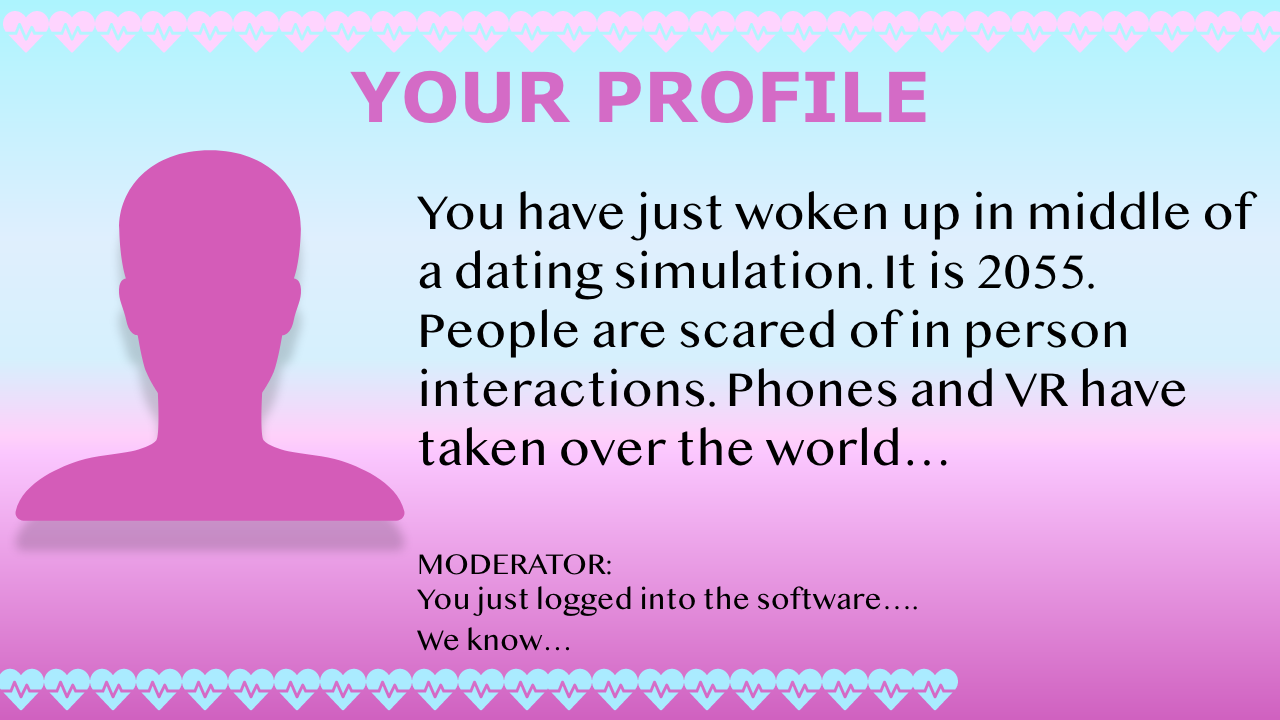 YOUR PROFILE
You have just woken up in middle of
a dating simulation. It is 2055.
People are scared of in person
interactions. Phones and VR have
taken over the world…
MODERATOR:
You just logged into the software….
We know…